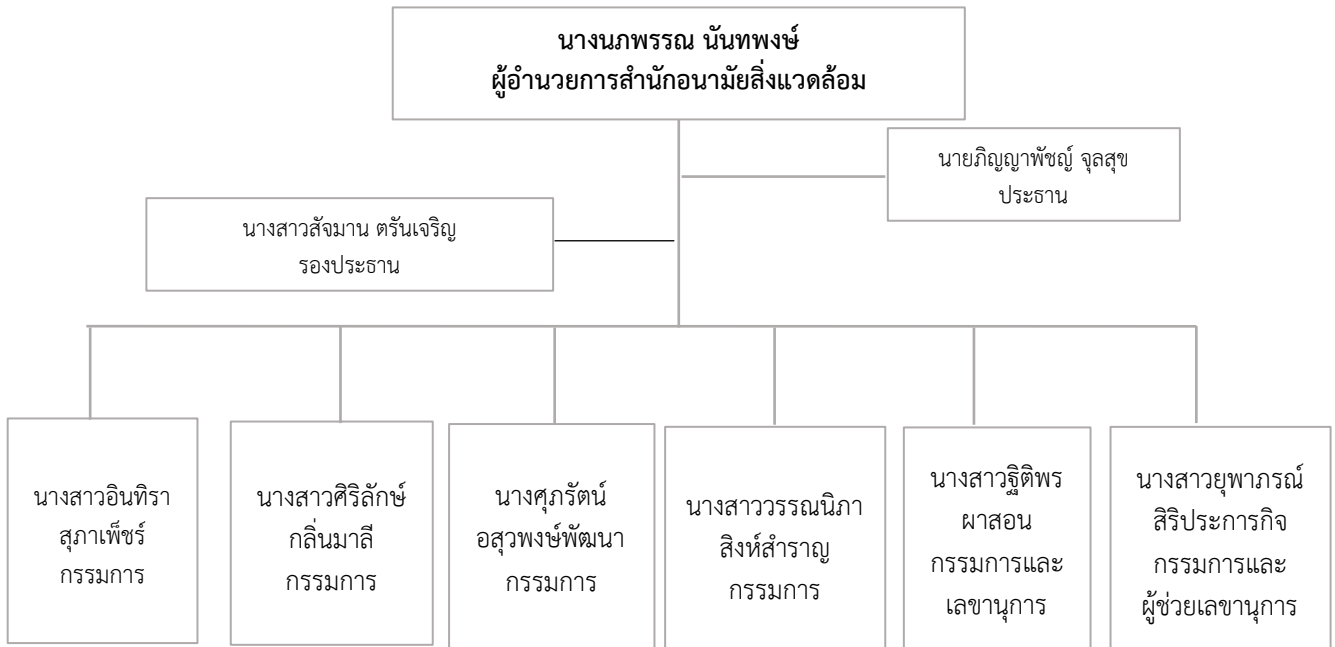 นางนภพรรณ นันทพงษ์
ผู้อำนวยการสำนักอนามัยสิ่งแวดล้อม
นายภิญญาพัชญ์ จุลสุข
ประธาน
นางสาวสัจมาน ตรันเจริญ
รองประธาน
นางสาวอินทิรา
สุภาเพ็ชร์
กรรมการ
นางสาวศิริลักษ์
กลิ่นมาลี
กรรมการ
นางศุภรัตน์
อสุวพงษ์พัฒนา
กรรมการ
นางสาววรรณนิภา
สิงห์สำราญ
กรรมการ
นางสาวฐิติพร
ผาสอน
กรรมการและ
เลขานุการ
นางสาวยุพาภรณ์
สิริประการกิจ
กรรมการและ
ผู้ช่วยเลขานุการ